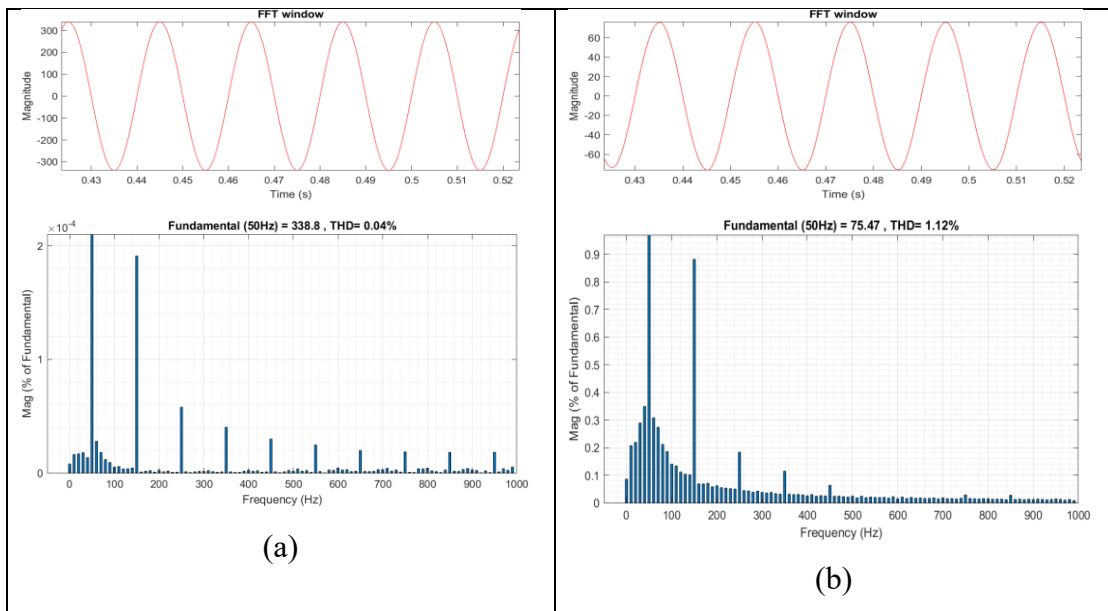 FFT window
300
200
100
0
-100
-200
-300
Magnitude
0.43 0.44 0.45 0.46 0.47 0.48 0.49 0.5 0.51 0.52
Time (s)
×10-4
Fundamental (50Hz) = 338.8 , THD= 0.04%
2
1
0
Mag (% of Fundamental)
0 100 200 300 400 500 600 700 800 900 1000
Frequency (Hz)
(a)
FFT window
60
40
20
0
-20
-40
-60
Magnitude
0.43 0.44 0.45 0.46 0.47 0.48 0.49 0.5 0.51 0.52
Time (s)
Fundamental (50Hz) = 75.47 , THD= 1.12%
0.9
0.8
0.7
0.6
0.5
0.4
0.3
0.2
0.1
0
Mag (% of Fundamental)
0 100 200 300 400 500 600 700 800 900 1000
Frequency (Hz)
(b)